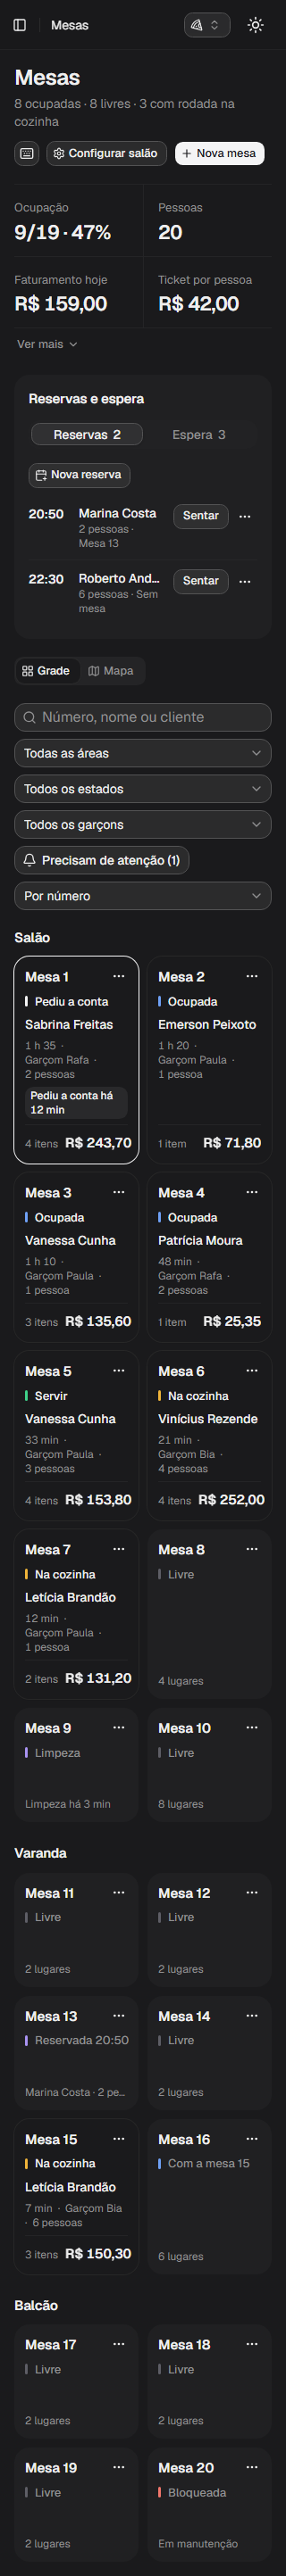 Mesas
Mesas
8 ocupadas · 8 livres · 3 com rodada na
cozinha
Configurar salão
+ Nova mesa
Ocupação
Pessoas
9/19 · 47%
20
Faturamento hoje
Ticket por pessoa
R$ 159,00
R$ 42,00
Ver mais
Reservas e espera
Reservas 2
Espera 3
Nova reserva
20:50
Marina Costa
2 pessoas ·
Mesa 13
Sentar
22:30
Roberto And...
6 pessoas · Sem
mesa
Sentar
Grade
Mapa
Número, nome ou cliente
Todas as áreas
Todos os estados
Todos os garçons
Precisam de atenção (1)
Por número
Salão
Mesa 1
Pediu a conta
Sabrina Freitas
1 h 35 ·
Garçom Rafa ·
2 pessoas
Pediu a conta há
12 min
4 itens R$ 243,70
Mesa 2
Ocupada
Emerson Peixoto
1 h 20 ·
Garçom Paula ·
1 pessoa
1 item R$ 71,80
Mesa 3
Ocupada
Vanessa Cunha
1 h 10 ·
Garçom Paula ·
1 pessoa
3 itens R$ 135,60
Mesa 4
Ocupada
Patrícia Moura
48 min ·
Garçom Rafa ·
2 pessoas
1 item R$ 25,35
Mesa 5
Servir
Vanessa Cunha
33 min ·
Garçom Paula ·
3 pessoas
4 itens R$ 153,80
Mesa 6
Na cozinha
Vinícius Rezende
21 min ·
Garçom Bia ·
4 pessoas
4 itens R$ 252,00
Mesa 7
Na cozinha
Letícia Brandão
12 min ·
Garçom Paula ·
1 pessoa
2 itens R$ 131,20
Mesa 8
Livre
4 lugares
Mesa 9
Limpeza
Limpeza há 3 min
Mesa 10
Livre
8 lugares
Varanda
Mesa 11
Livre
2 lugares
Mesa 12
Livre
2 lugares
Mesa 13
Reservada 20:50
Marina Costa · 2 pe...
Mesa 14
Livre
2 lugares
Mesa 15
Na cozinha
Letícia Brandão
7 min · Garçom Bia
· 6 pessoas
3 itens R$ 150,30
Mesa 16
Com a mesa 15
6 lugares
Balcão
Mesa 17
Livre
2 lugares
Mesa 18
Livre
2 lugares
Mesa 19
Livre
2 lugares
Mesa 20
Bloqueada
Em manutenção